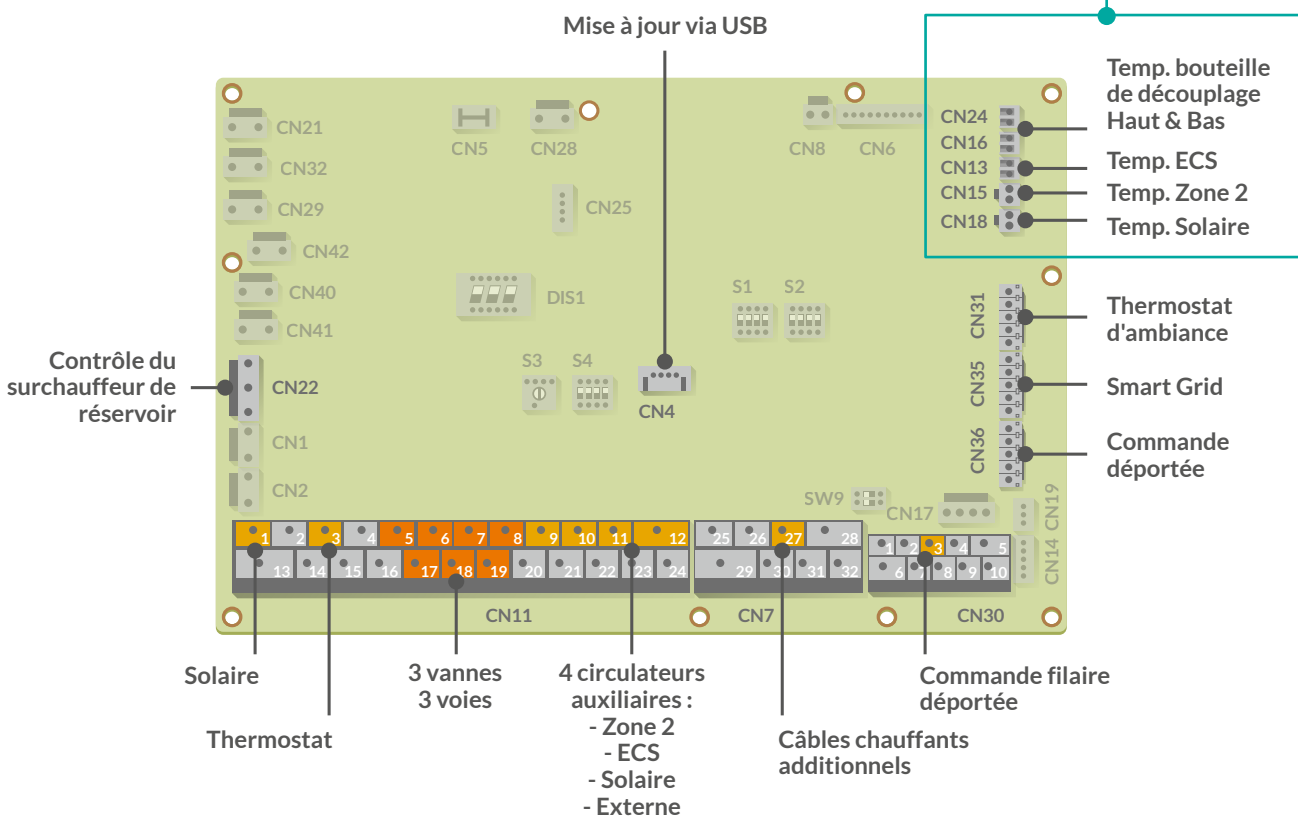 Mise à jour via USB
Temp. bouteille
de découplage
Haut & Bas
Temp. ECS
Temp. Zone 2
Temp. Solaire
CN21
CN32
CN29
CN42
CN40
CN41
CN5
CN28
CN25
CN8
CN6
CN24
CN16
CN13
CN15
CN18
DIS1
S1
S2
S3
S4
CN4
CN31
CN35
CN36
Thermostat
d'ambiance
Smart Grid
Commande
déportée
Contrôle du
surchauffeur de
réservoir
CN22
CN1
CN2
SW9
CN17
CN19
CN14
1 2 3 4 5 6 7 8 9 10 11 12
13 14 15 16 17 18 19 20 21 22 23 24
25 26 27 28
29 30 31 32
1 2 3 4 5
6 7 8 9 10
CN11
CN7
CN30
Solaire
Thermostat
3 vannes
3 voies
4 circulateurs
auxiliaires :
- Zone 2
- ECS
- Solaire
- Externe
Câbles chauffants
additionnels
Commande filaire
déportée